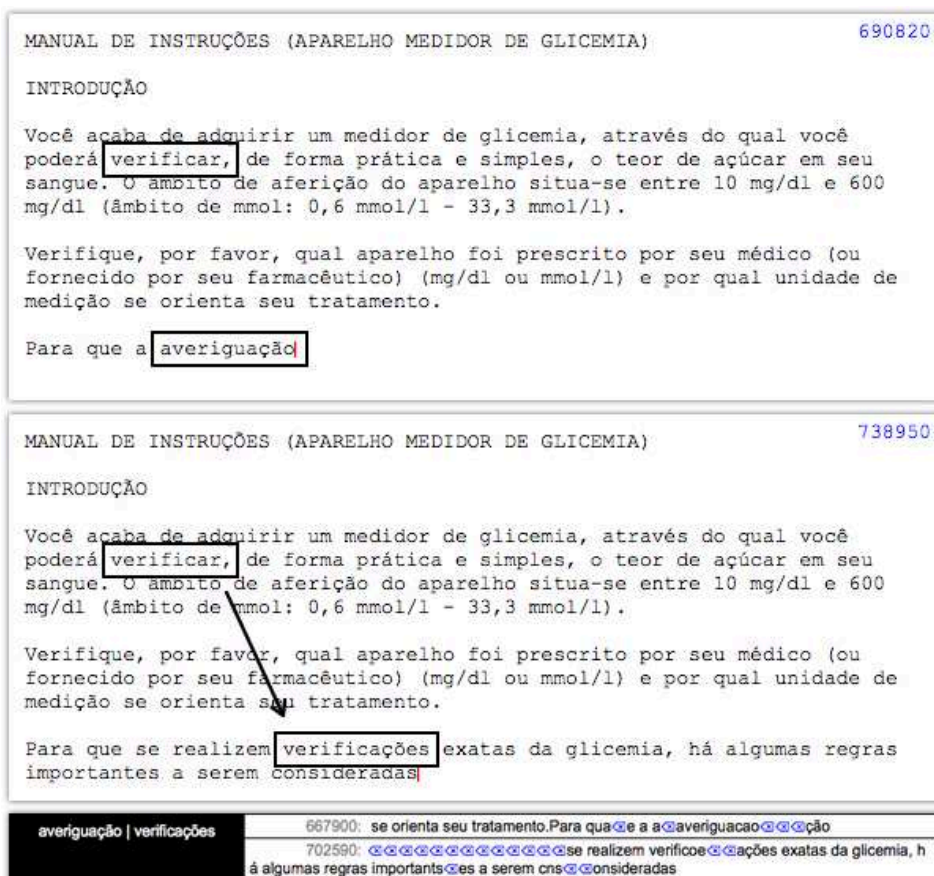 MANUAL DE INSTRUÇÕES (APARELHO MEDIDOR DE GLICEMIA) 690820
INTRODUÇÃO
Você acaba de adquirir um medidor de glicemia, através do qual você
poderá verificar, de forma prática e simples, o teor de açúcar em seu
sangue. O âmbito de aferição do aparelho situa-se entre 10 mg/dl e 600
mg/dl (âmbito de mmol: 0,6 mmol/l - 33,3 mmol/l).
Verifique, por favor, qual aparelho foi prescrito por seu médico (ou
fornecido por seu farmacêutico) (mg/dl ou mmol/l) e por qual unidade de
medição se orienta seu tratamento.
Para que a averiguação
MANUAL DE INSTRUÇÕES (APARELHO MEDIDOR DE GLICEMIA) 738950
INTRODUÇÃO
Você acaba de adquirir um medidor de glicemia, através do qual você
poderá verificar, de forma prática e simples, o teor de açúcar em seu
sangue. O âmbito de aferição do aparelho situa-se entre 10 mg/dl e 600
mg/dl (âmbito de mmol: 0,6 mmol/l - 33,3 mmol/l).
Verifique, por favor, qual aparelho foi prescrito por seu médico (ou
fornecido por seu farmacêutico) (mg/dl ou mmol/l) e por qual unidade de
medição se orienta seu tratamento.
Para que se realizem verificações exatas da glicemia, há algumas regras
importantes a serem consideradas
averiguação | verificações
667900: se orienta seu tratamento.Para qua⌫e a a⌫averiguacao⌫⌫⌫ção
702590: ⌫⌫⌫⌫⌫⌫⌫⌫⌫⌫⌫⌫⌫se realizem verificoe⌫⌫ações exatas da glicemia, h
á algumas regras importants⌫es a serem cns⌫⌫onsideradas